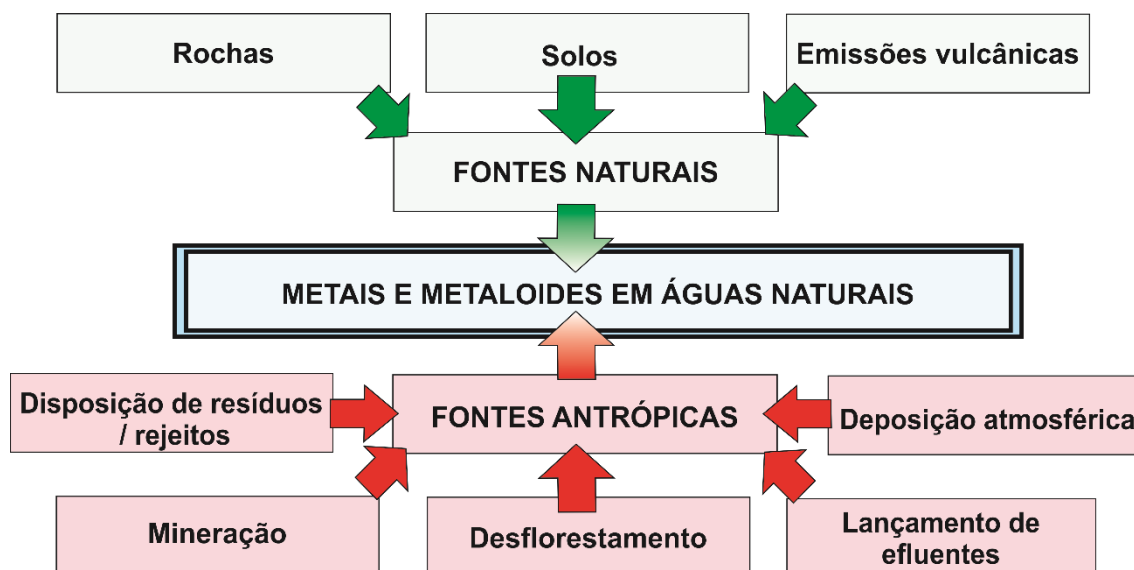 Rochas
Solos
Emissões vulcânicas
FONTES NATURAIS
METAIS E METALOIDES EM ÁGUAS NATURAIS
Disposição de resíduos
/ rejeitos
FONTES ANTRÓPICAS
Deposição atmosférica
Mineração
Desflorestamento
Lançamento de
efluentes